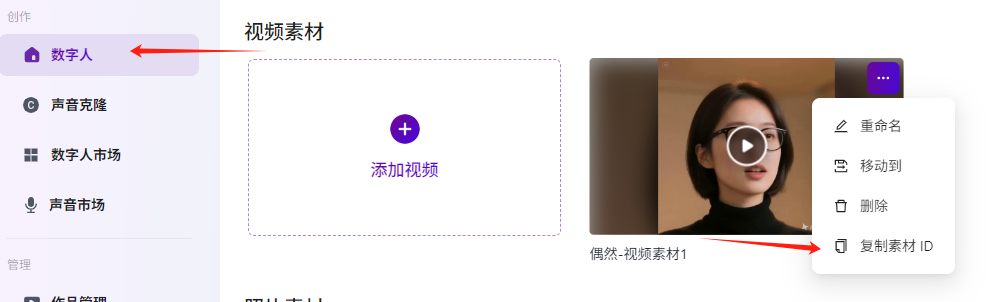 创作
数字人
声音克隆
数字人市场
声音市场
管理
作品管理
视频素材
添加视频
偶然-视频素材1
重命名
移动到
删除
复制素材 ID
照片素材